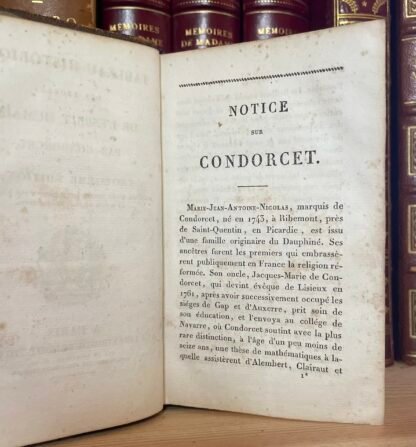 MÉMOIRES
MÉMOIRES
DE MADAME
MÉMOIRES
NOTICE
SUR
CONDORCET.
Marie-Jean-Antoine-Nicolas, marquis de
Condorcet, né en 1743, à Ribemont, près
de Saint-Quentin, en Picardie, est issu
d'une famille originaire du Dauphiné. Ses
ancêtres furent les premiers qui embrassè-
rent publiquement en France la religion ré-
formée. Son oncle, Jacques-Marie de Con-
dorcet, qui devint évêque de Lisieux en
1761, après avoir successivement occupé les
siéges de Gap et d'Auxerre, prit soin de
son éducation, et l'envoya au collége de
Navarre, où Condorcet soutint avec la plus
rare distinction, à l'âge d'un peu moins de
seize ans, une thèse de mathématiques à la-
quelle assistèrent d'Alembert, Clairaut et
1*